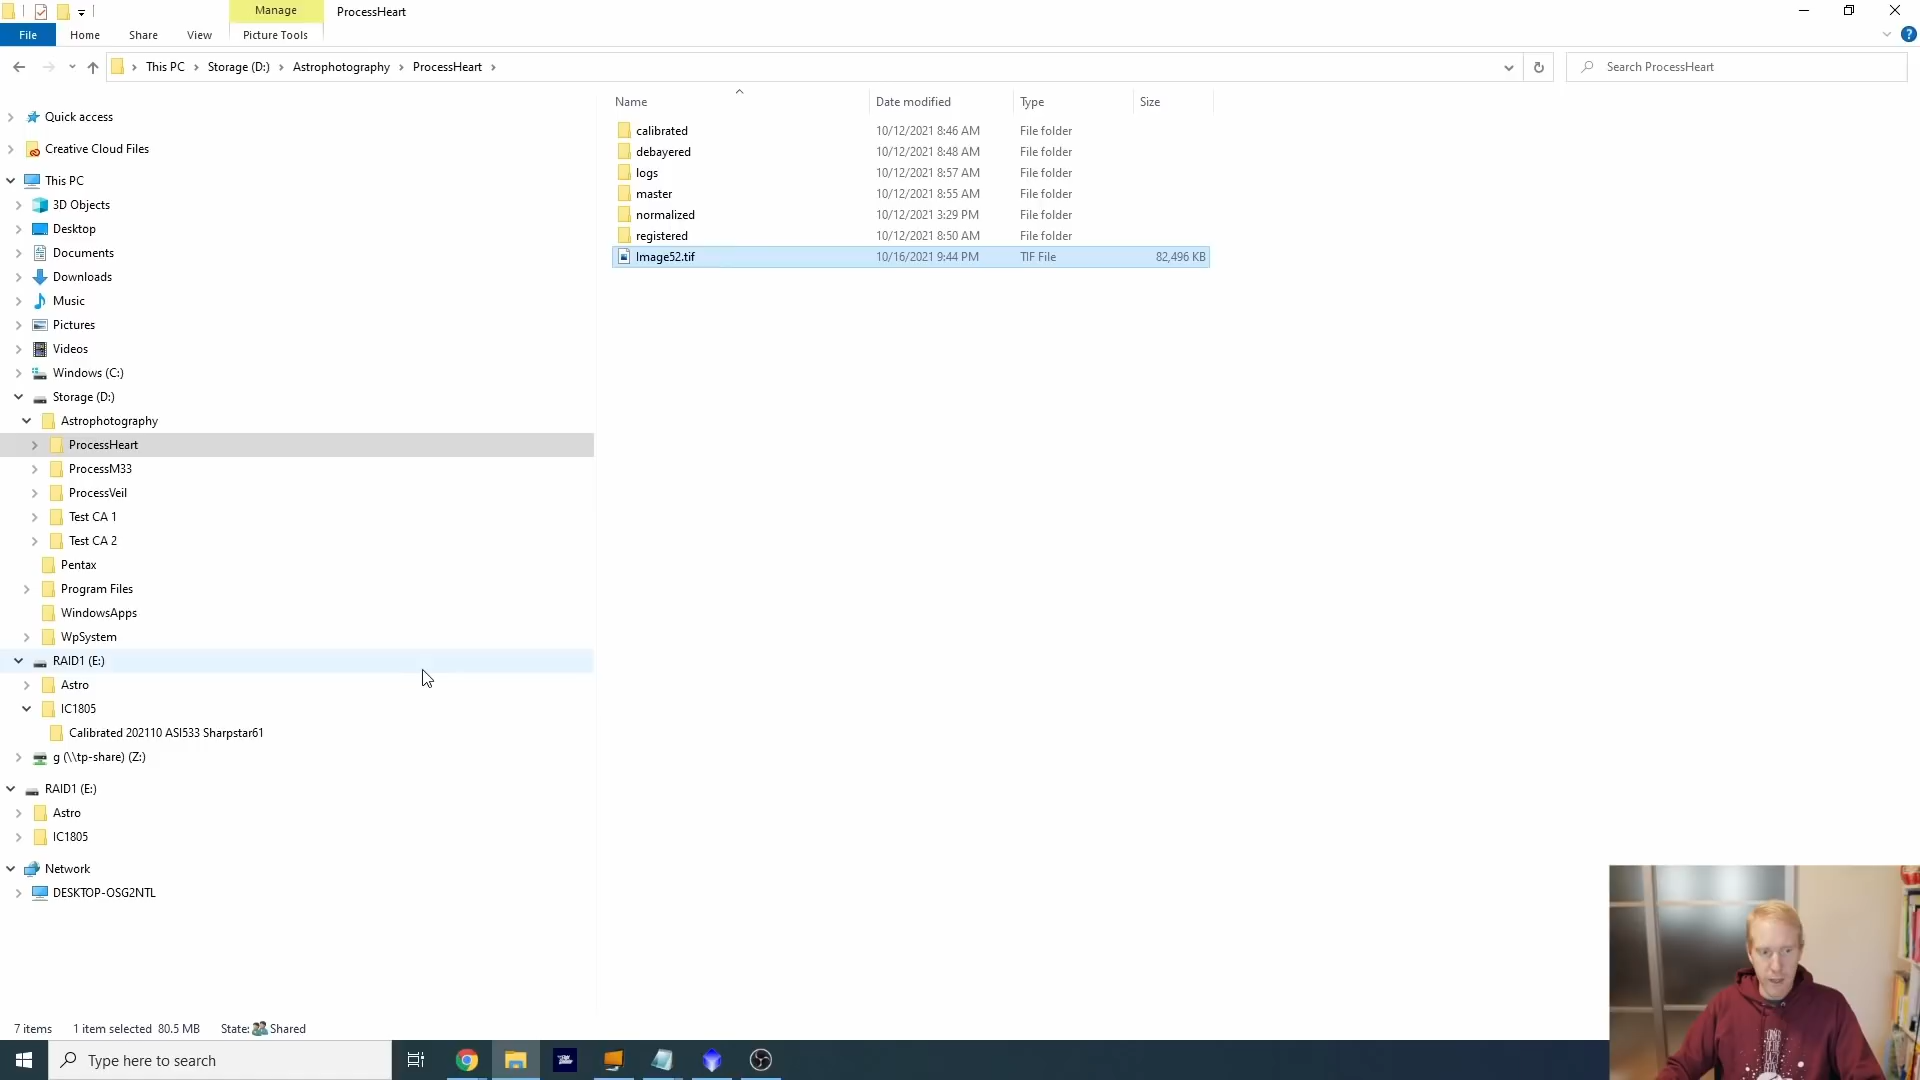 Manage
ProcessHeart
File
Home
Share
View
Picture Tools
This PC
Storage (D:)
Astrophotography
ProcessHeart
Search ProcessHeart
Name
Date modified
Type
Size
calibrated 10/12/2021 8:46 AM File folder
debayered 10/12/2021 8:48 AM File folder
logs 10/12/2021 8:57 AM File folder
master 10/12/2021 8:55 AM File folder
normalized 10/12/2021 3:29 PM File folder
registered 10/12/2021 8:50 AM File folder
Image52.tif 10/16/2021 9:44 PM TIF File 82,496 KB
Quick access
Creative Cloud Files
This PC
3D Objects
Desktop
Documents
Downloads
Music
Pictures
Videos
Windows (C:)
Storage (D:)
Astrophotography
ProcessHeart
ProcessM33
ProcessVeil
Test CA 1
Test CA 2
Pentax
Program Files
WindowsApps
WpSystem
RAID1 (E:)
Astro
IC1805
Calibrated 202110 ASI533 Sharpstar61
g (\\tp-share) (Z:)
RAID1 (E:)
Astro
IC1805
Network
DESKTOP-OSG2NTL
7 items
1 item selected 80.5 MB
State: Shared
Type here to search